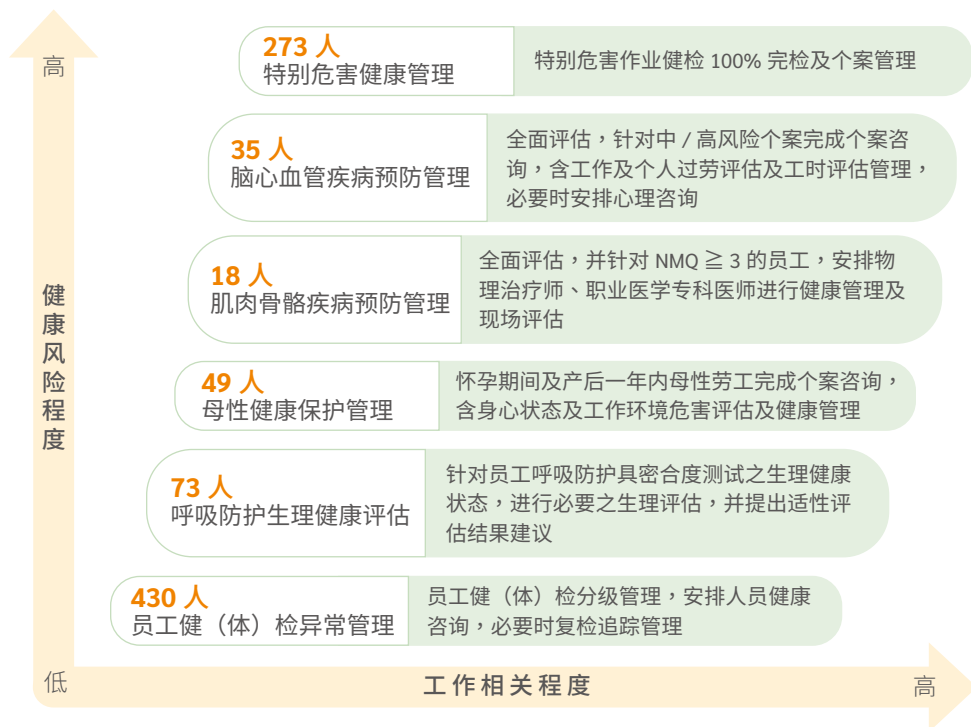 高
273 人
特别危害健康管理
特别危害作业健检 100% 完检及个案管理
35 人
脑心血管疾病预防管理
全面评估，针对中 / 高风险个案完成个案咨
询，含工作及个人过劳评估及工时评估管理，
必要时安排心理咨询
18 人
肌肉骨骼疾病预防管理
全面评估，并针对 NMQ ≧ 3 的员工，安排物
理治疗师、职业医学专科医师进行健康管理及
现场评估
健康风险程度
49 人
母性健康保护管理
怀孕期间及产后一年内母性劳工完成个案咨询，
含身心状态及工作环境危害评估及健康管理
73 人
呼吸防护生理健康评估
针对员工呼吸防护具密合度测试之生理健康
状态，进行必要之生理评估，并提出适性评
估结果建议
430 人
员工健（体）检异常管理
员工健（体）检分级管理，安排人员健康
咨询，必要时复检追踪管理
低
工作相关程度
高